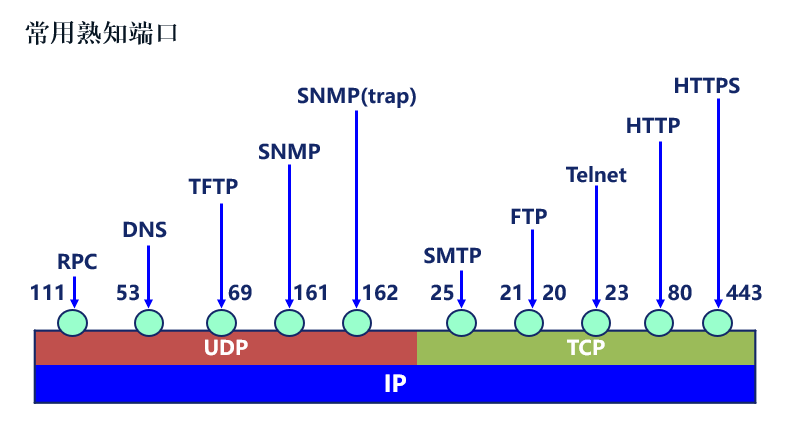 常用熟知端口
HTTPS
SNMP(trap)
HTTP
SNMP
Telnet
TFTP
FTP
DNS
SMTP
RPC
111 53 69 161 162 25 21 20 23 80 443
UDP TCP
IP